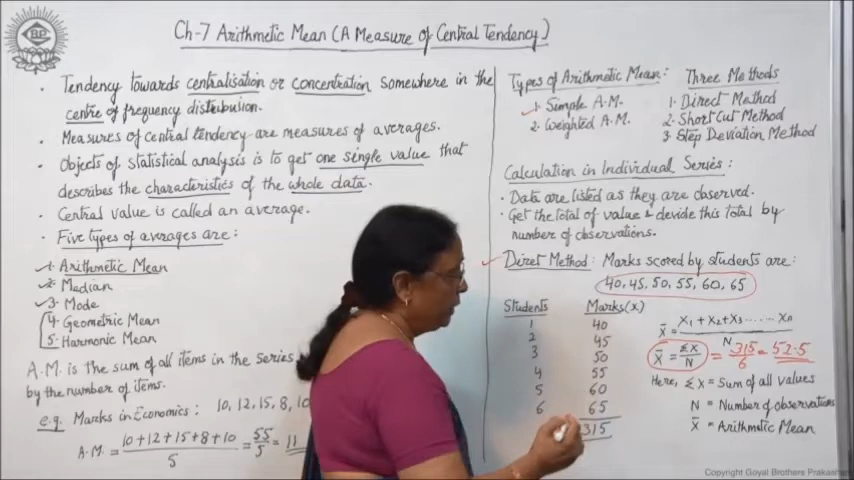 Ch-7 Arithmetic Mean (A Measure of Central Tendency)
BP
• Tendency towards centralisation or concentration somewhere in the
centre of frequency distribution.
• Measures of central tendency are measures of averages.
• Objects of statistical analysis is to get one single value that
describes the characteristics of the whole data.
• Central value is called an average.
• Five types of averages are:
1. Arithmetic Mean
2. Median
3. Mode
4. Geometric Mean
5. Harmonic Mean
A.M. is the sum of all items in the series
by the number of items.
e.g. Marks in Economics: 10, 12, 15, 8, 10
A.M. = 10+12+15+8+10 / 5 = 55/5 = 11
Types of Arithmetic Mean:
1. Simple A.M.
2. Weighted A.M.
Three Methods
1. Direct Method
2. Short Cut Method
3. Step Deviation Method
Calculation in Individual Series:
• Data are listed as they are observed.
• Get the total of value & devide this total by
number of observations.
Direct Method: Marks scored by students are:
40, 45, 50, 55, 60, 65
Students Marks (x)
1 40
2 45
3 50
4 55
5 60
6 65
315
X̄ = X₁ + X₂ + X₃ ...... Xn / N
X̄ = ΣX / N = 315 / 6 = 52.5
Here, ΣX = Sum of all values
N = Number of observations
X̄ = Arithmetic Mean
Copyright Goyal Brothers Prakashan